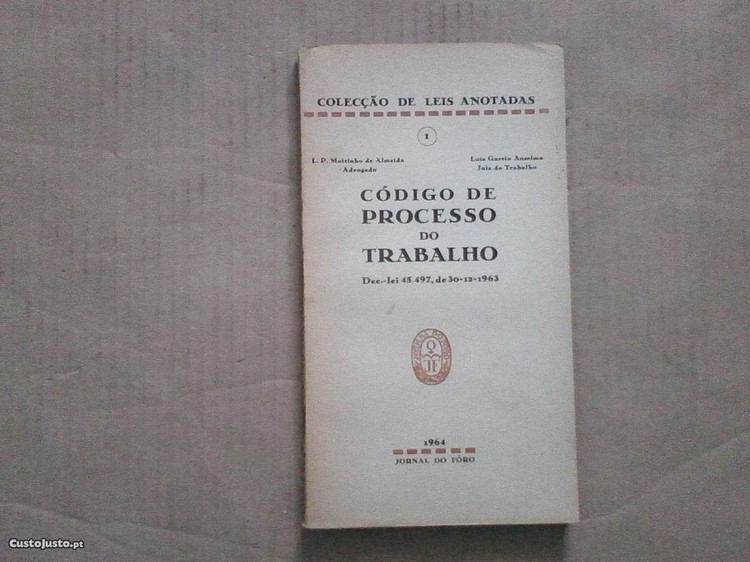 COLECÇÃO DE LEIS ANOTADAS
1
L. P. Moitinho de Almeida
Advogado
Luís Garcia Anselmo
Juiz do Trabalho
CÓDIGO DE
PROCESSO
DO
TRABALHO
Dec.-lei 45 497, de 30-12-1963
1964
JORNAL DO FÔRO
CustoJusto.pt